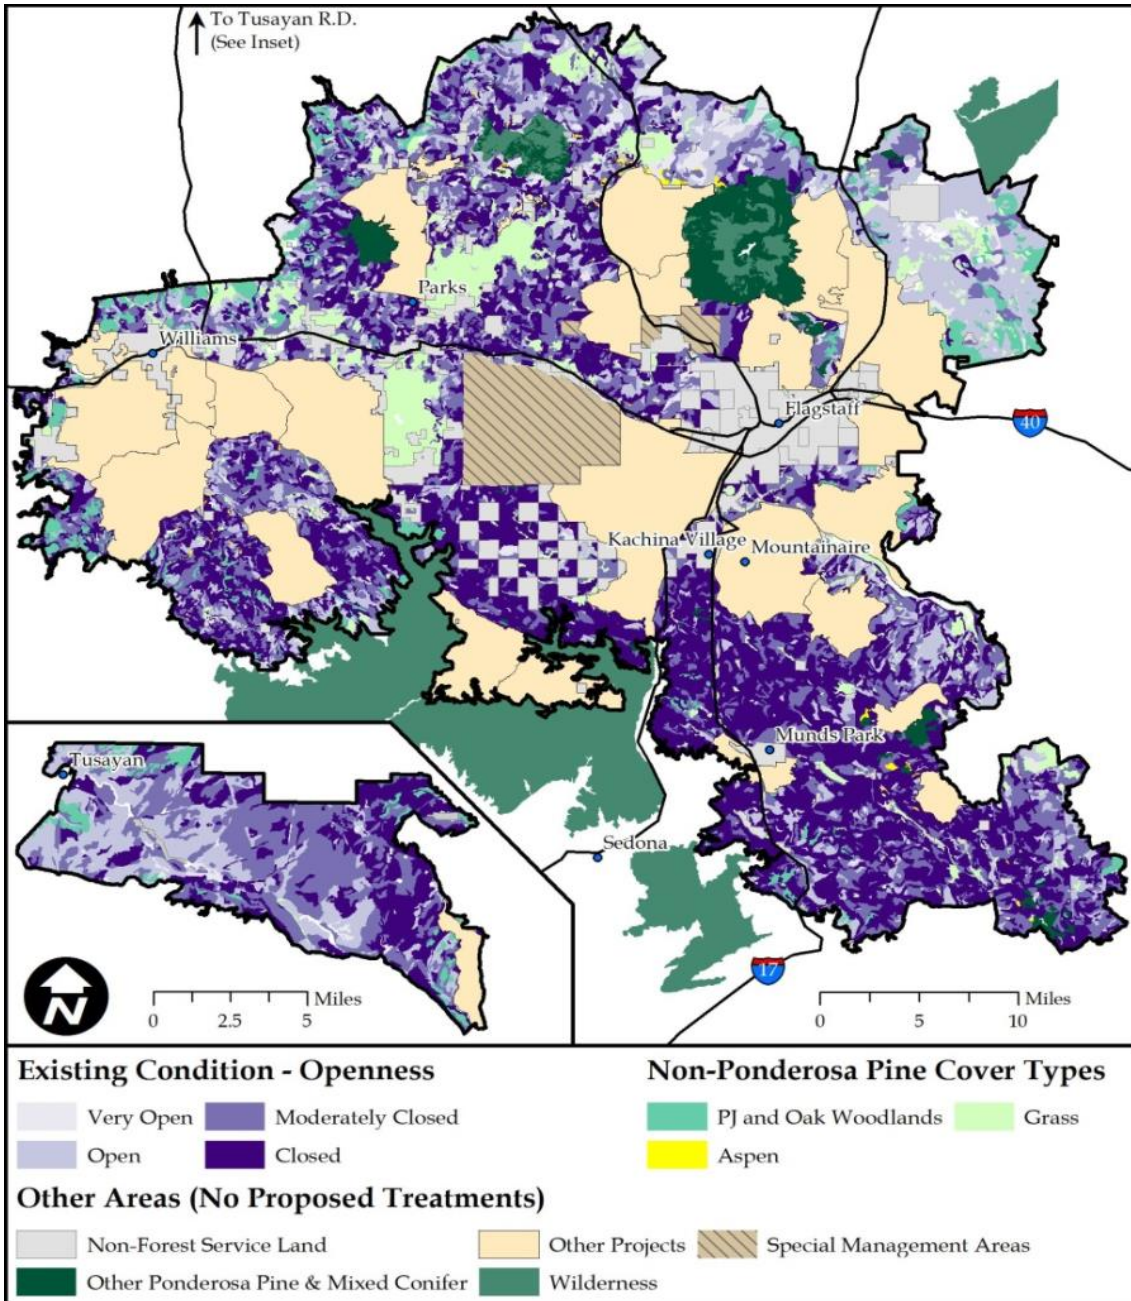 To Tusayan R.D.
(See Inset)
Parks
Williams
Flagstaff
40
Kachina Village
Mountainaire
Munds Park
Tusayan
Sedona
17
N
Miles
0 2.5 5
Miles
0 5 10
Existing Condition - Openness
Very Open
Moderately Closed
Open
Closed
Non-Ponderosa Pine Cover Types
PJ and Oak Woodlands
Grass
Aspen
Other Areas (No Proposed Treatments)
Non-Forest Service Land
Other Projects
Special Management Areas
Other Ponderosa Pine & Mixed Conifer
Wilderness